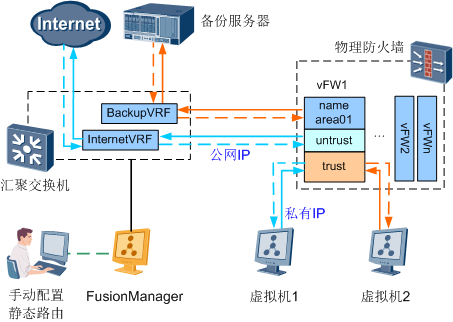 Internet
备份服务器
物理防火墙
vFW1
BackupVRF
InternetVRF
name
area01
untrust
trust
...
vFW2
vFWn
公网IP
私有IP
汇聚交换机
手动配置
静态路由
FusionManager
虚拟机1
虚拟机2